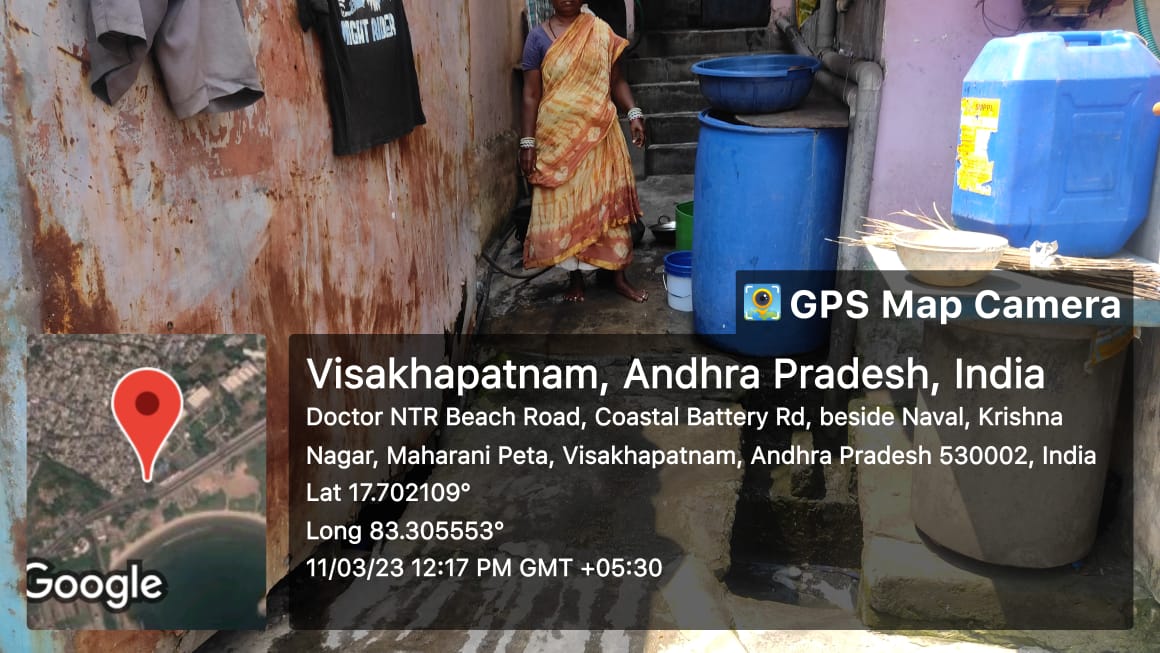 NIGHT RIDER
SUPPL
GPS Map Camera
Visakhapatnam, Andhra Pradesh, India
Doctor NTR Beach Road, Coastal Battery Rd, beside Naval, Krishna
Nagar, Maharani Peta, Visakhapatnam, Andhra Pradesh 530002, India
Lat 17.702109°
Long 83.305553°
11/03/23 12:17 PM GMT +05:30
Google